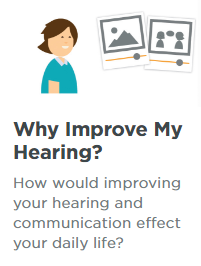 Why Improve My
Hearing?
How would improving
your hearing and
communication effect
your daily life?